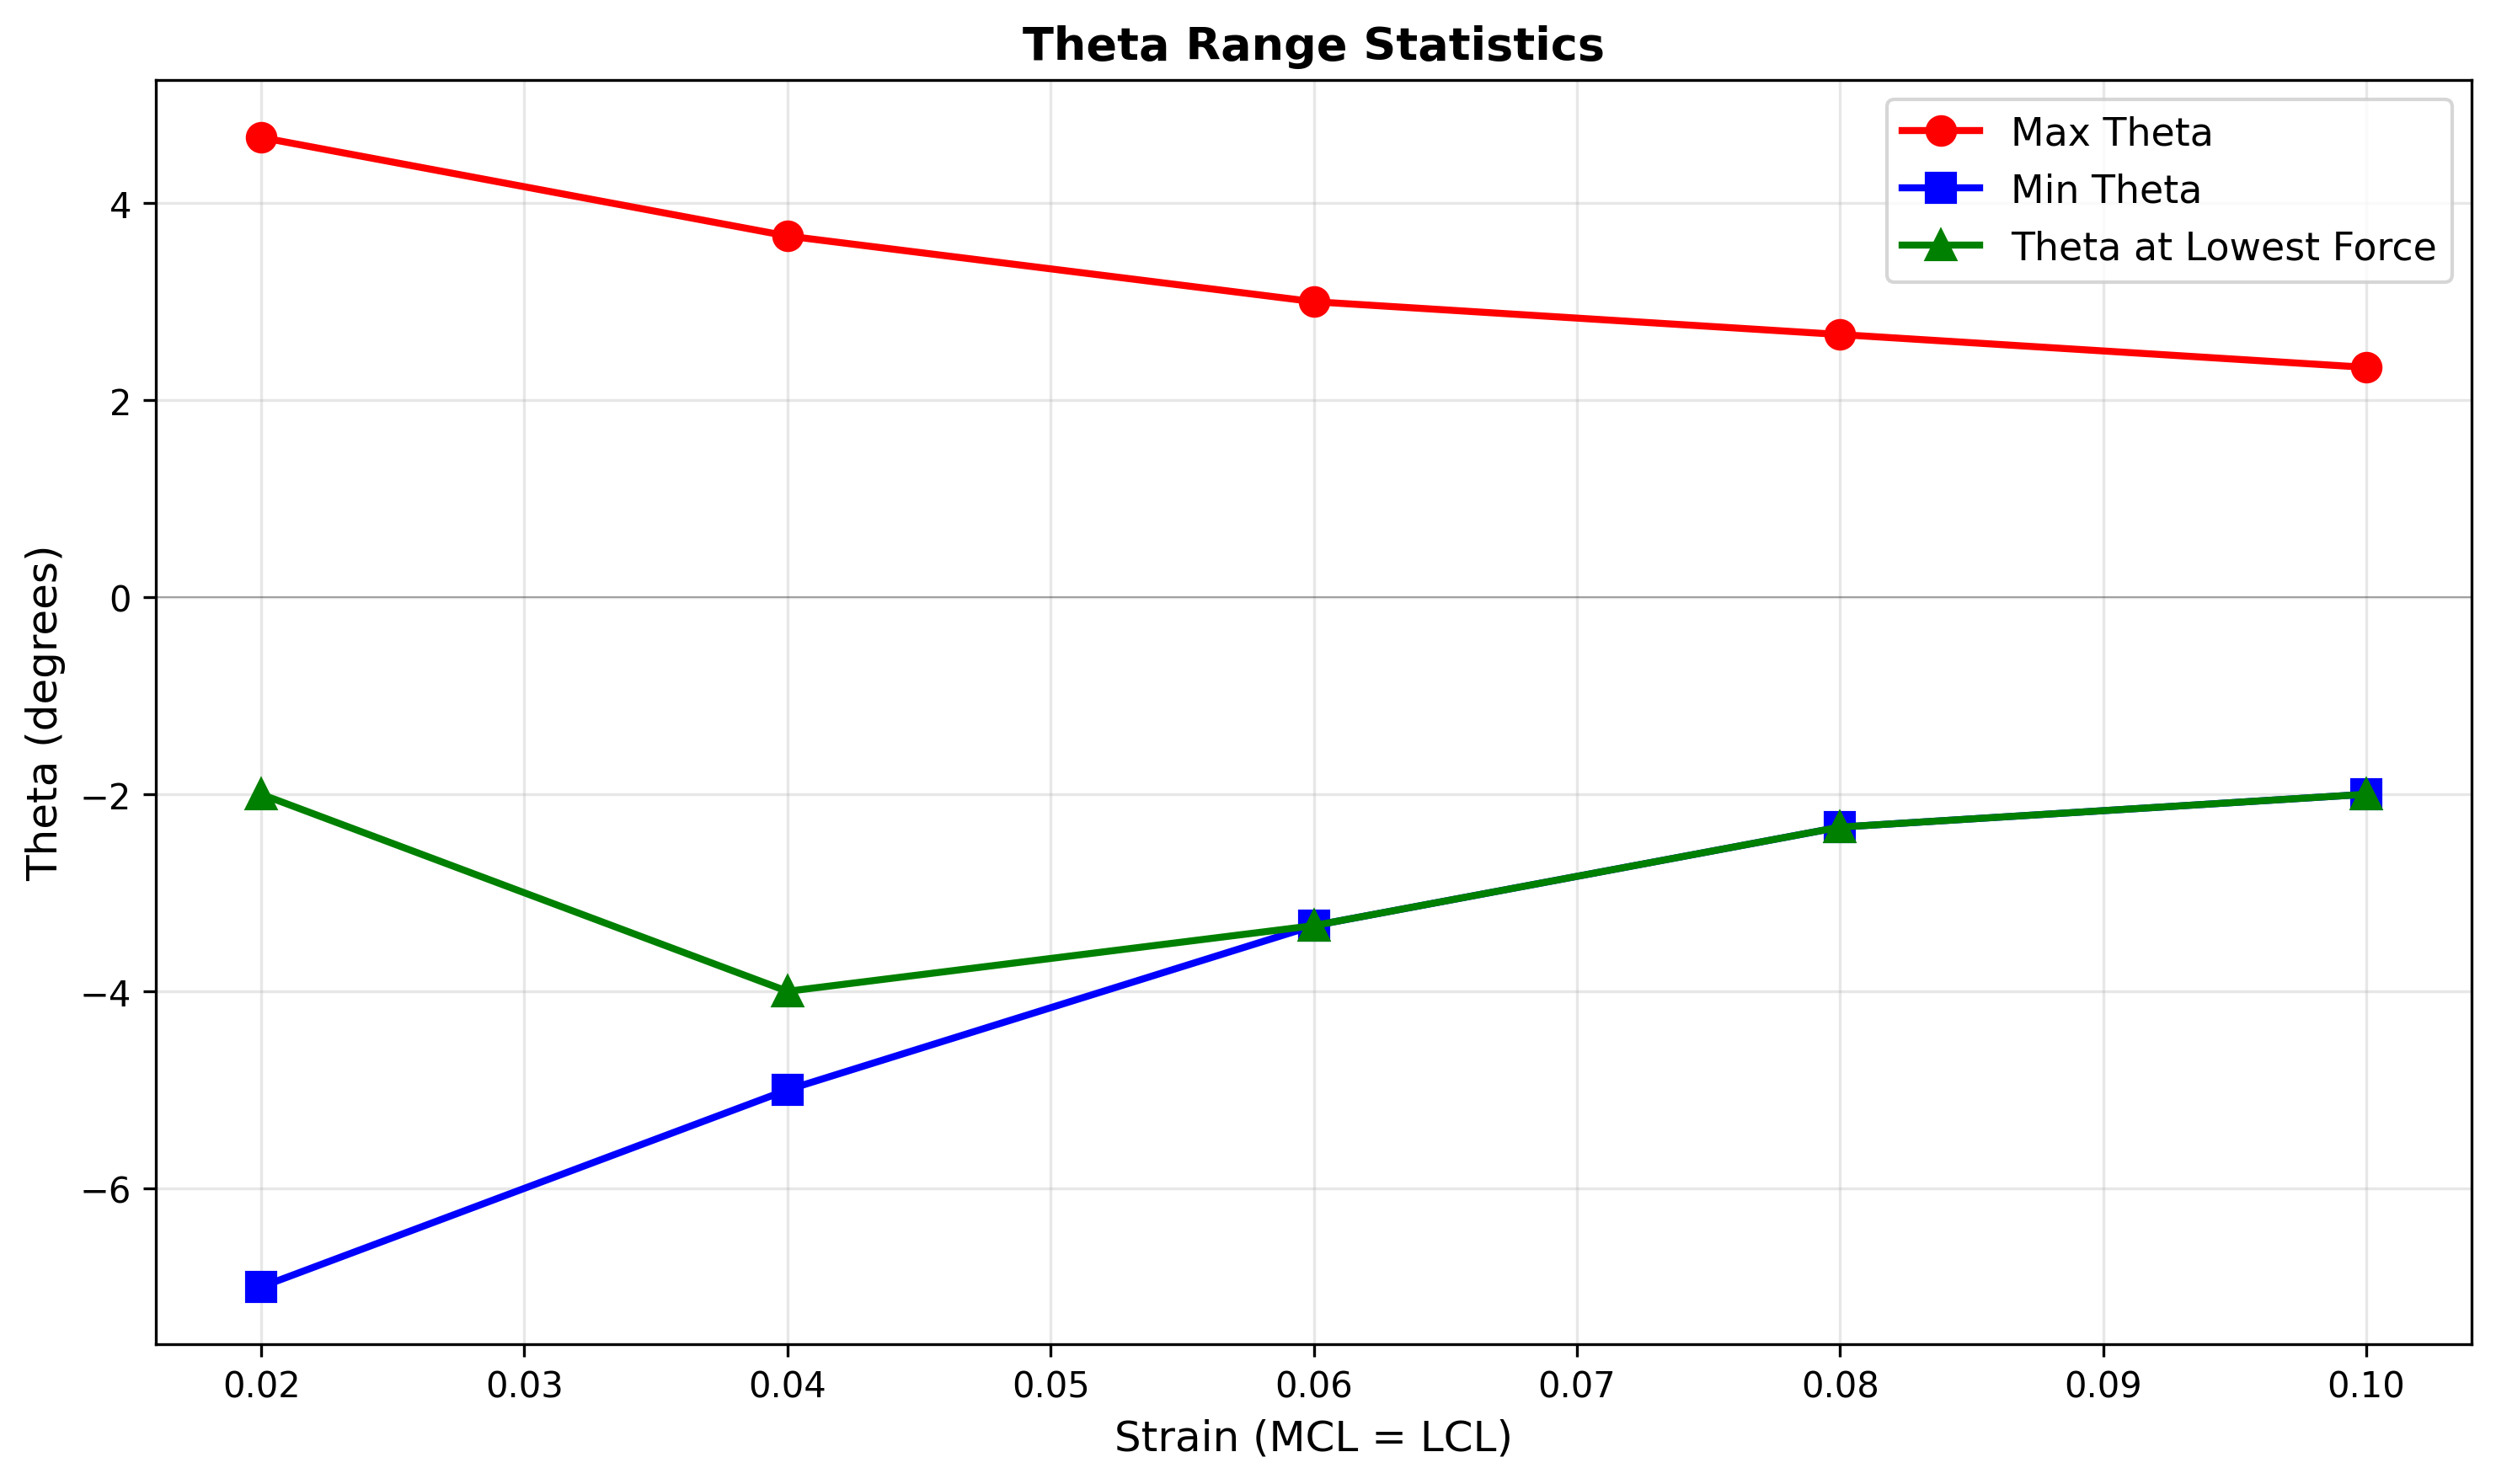 Theta Range Statistics
Max Theta
Min Theta
Theta at Lowest Force
Theta (degrees)
4
2
0
−2
−4
−6
0.02 0.03 0.04 0.05 0.06 0.07 0.08 0.09 0.10
Strain (MCL = LCL)